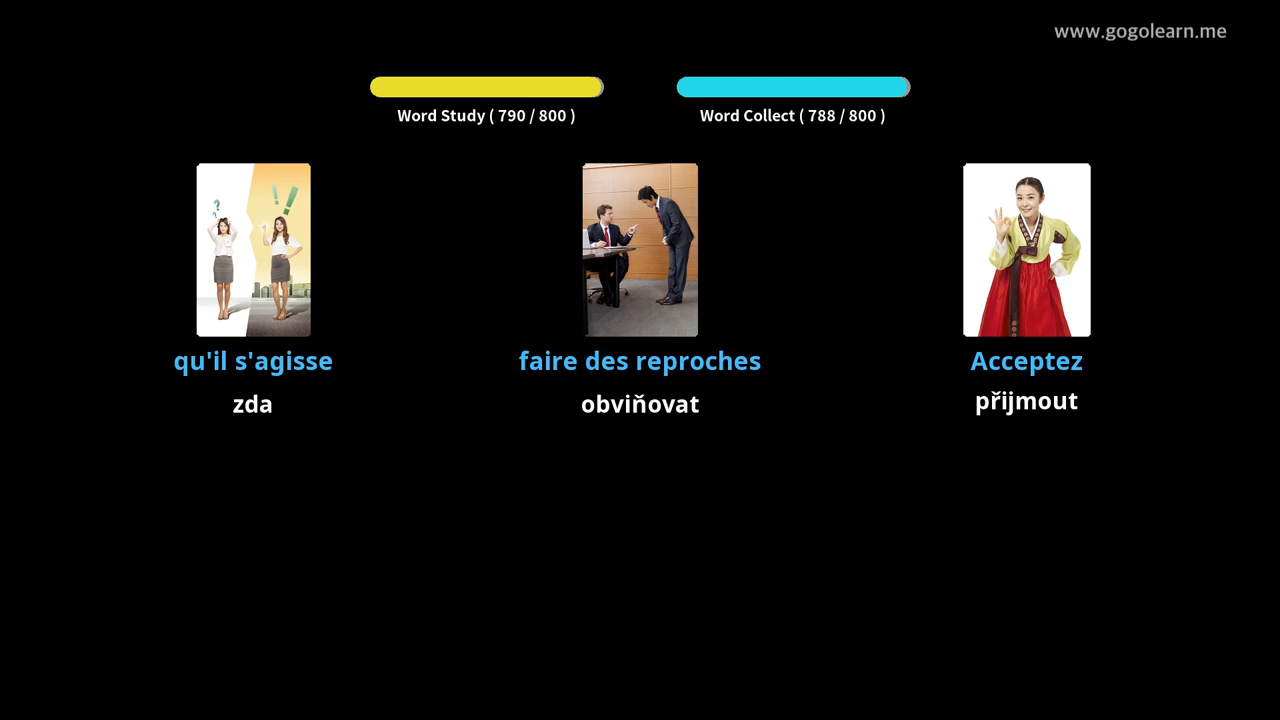 www.gogolearn.me
Word Study ( 790 / 800 )
Word Collect ( 788 / 800 )
qu'il s'agisse
faire des reproches
Acceptez
zda
obviňovat
přijmout